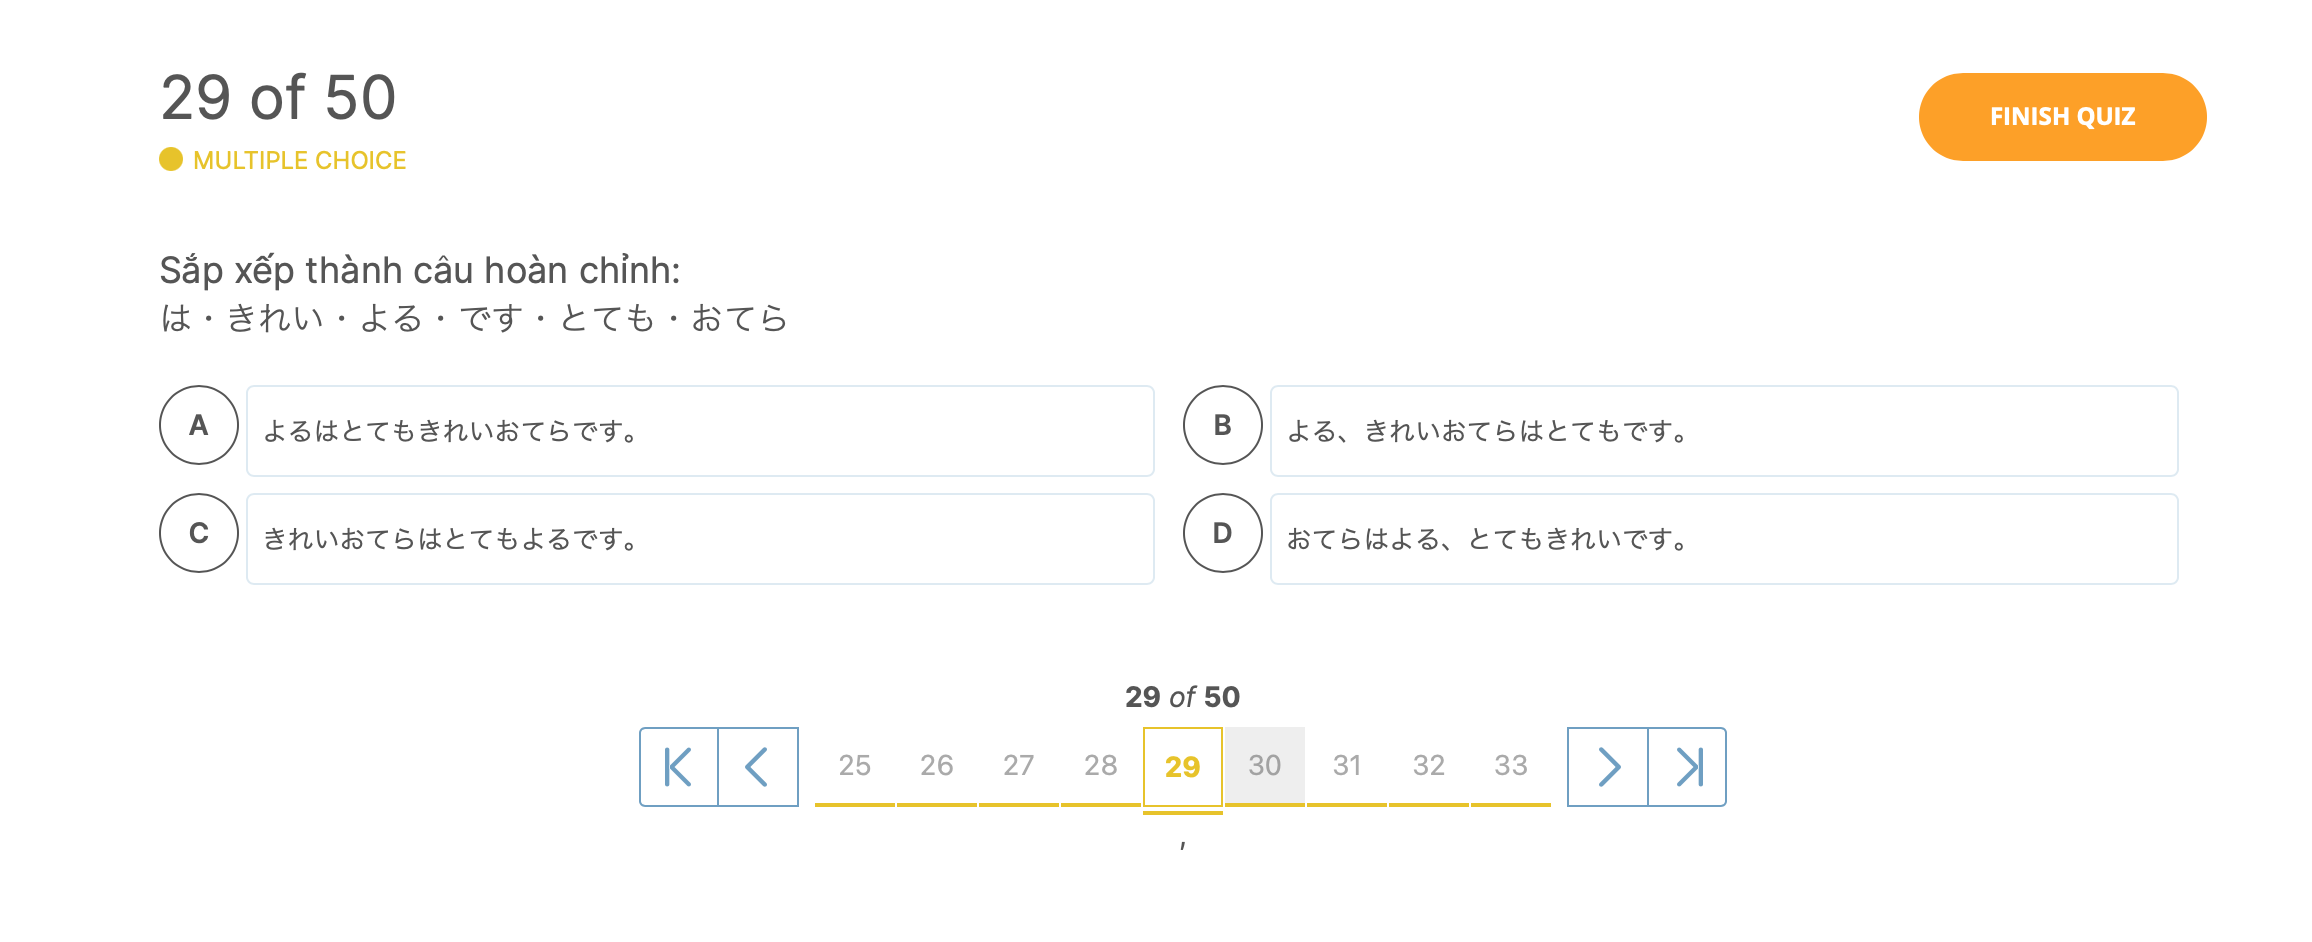 29 of 50
FINISH QUIZ
MULTIPLE CHOICE
Sắp xếp thành câu hoàn chỉnh:
は・きれい・よる・です・とても・おてら
A よるはとてもきれいおてらです。
B よる、きれいおてらはとてもです。
C きれいおてらはとてもよるです。
D おてらはよる、とてもきれいです。
29 of 50
25 26 27 28 29 30 31 32 33
,